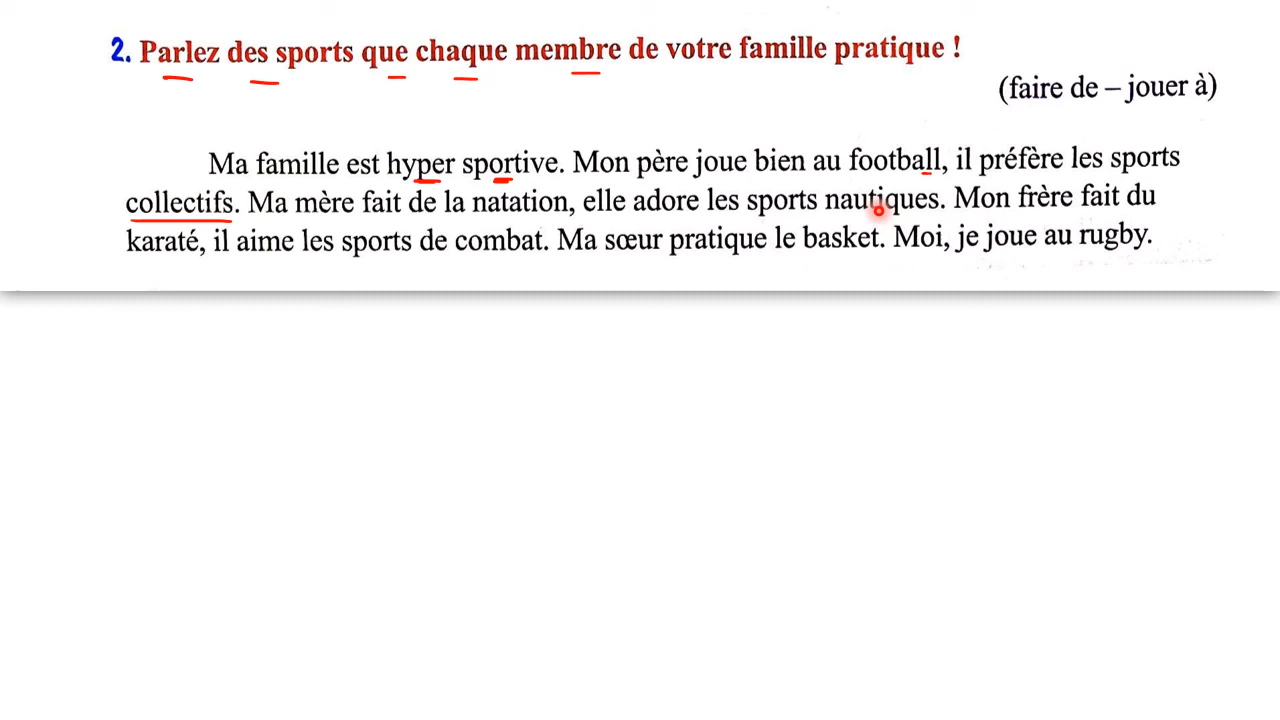 2. Parlez des sports que chaque membre de votre famille pratique !
(faire de – jouer à)
Ma famille est hyper sportive. Mon père joue bien au football, il préfère les sports
collectifs. Ma mère fait de la natation, elle adore les sports nautiques. Mon frère fait du
karaté, il aime les sports de combat. Ma sœur pratique le basket. Moi, je joue au rugby.